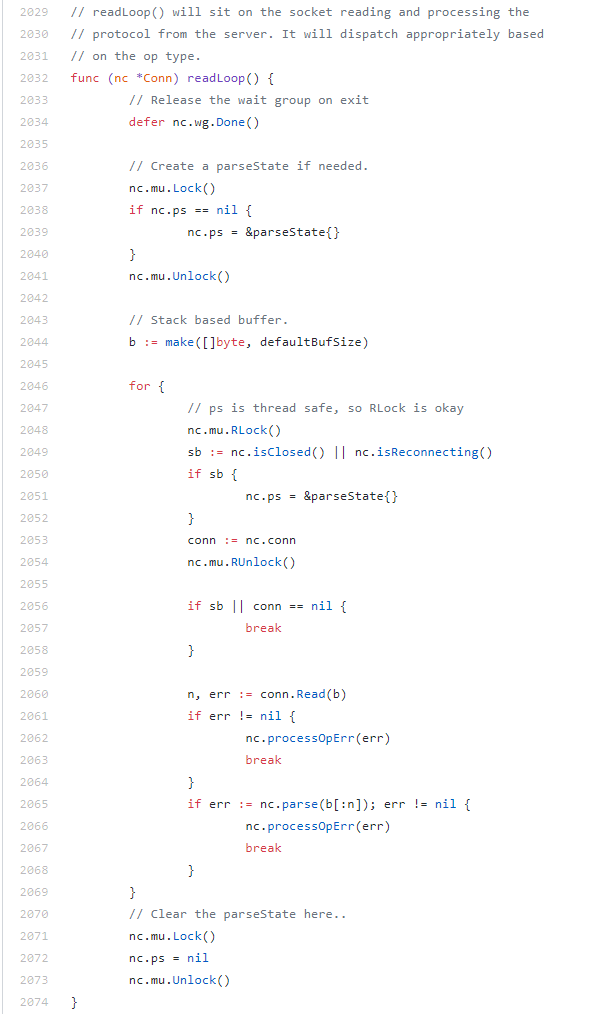 2029 // readLoop() will sit on the socket reading and processing the
2030 // protocol from the server. It will dispatch appropriately based
2031 // on the op type.
2032 func (nc *Conn) readLoop() {
2033 // Release the wait group on exit
2034 defer nc.wg.Done()
2035
2036 // Create a parseState if needed.
2037 nc.mu.Lock()
2038 if nc.ps == nil {
2039 nc.ps = &parseState{}
2040 }
2041 nc.mu.Unlock()
2042
2043 // Stack based buffer.
2044 b := make([]byte, defaultBufSize)
2045
2046 for {
2047 // ps is thread safe, so RLock is okay
2048 nc.mu.RLock()
2049 sb := nc.isClosed() || nc.isReconnecting()
2050 if sb {
2051 nc.ps = &parseState{}
2052 }
2053 conn := nc.conn
2054 nc.mu.RUnlock()
2055
2056 if sb || conn == nil {
2057 break
2058 }
2059
2060 n, err := conn.Read(b)
2061 if err != nil {
2062 nc.processOpErr(err)
2063 break
2064 }
2065 if err := nc.parse(b[:n]); err != nil {
2066 nc.processOpErr(err)
2067 break
2068 }
2069 }
2070 // Clear the parseState here..
2071 nc.mu.Lock()
2072 nc.ps = nil
2073 nc.mu.Unlock()
2074 }